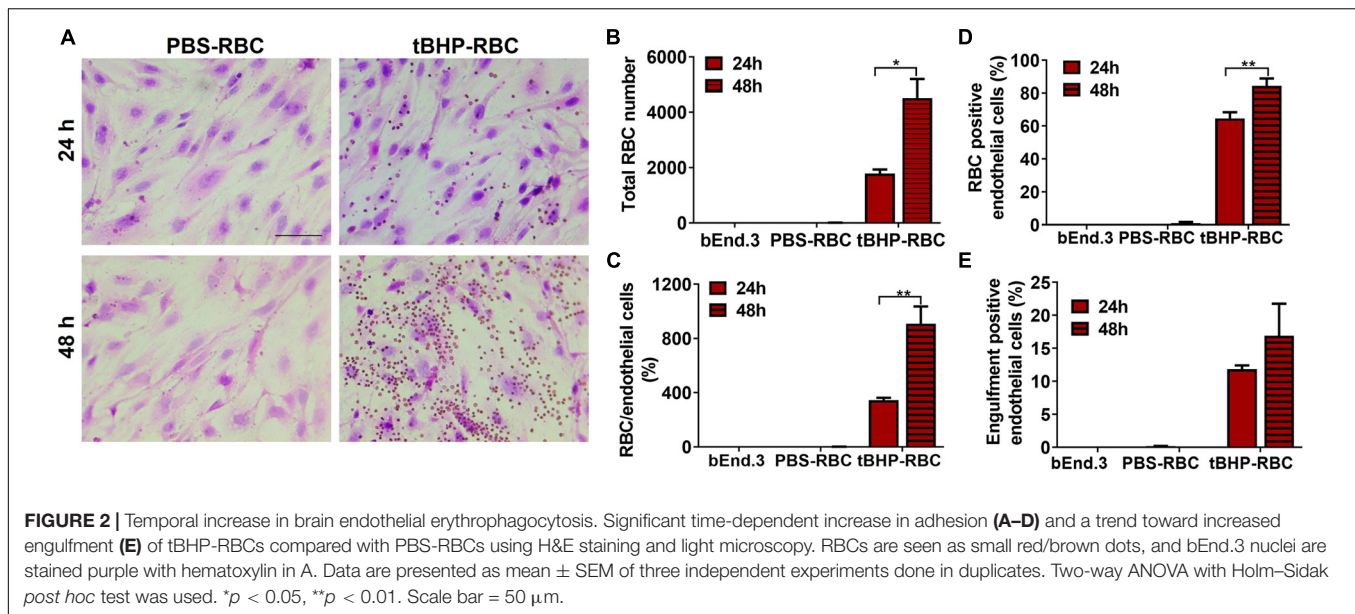 A
PBS-RBC
tBHP-RBC
24 h
48 h
B
Total RBC number
6000
4000
2000
0
24h
48h
*
bEnd.3 PBS-RBC tBHP-RBC
C
RBC/endothelial cells
(%)
1200
800
400
0
24h
48h
**
bEnd.3 PBS-RBC tBHP-RBC
D
RBC positive
endothelial cells (%)
100
80
60
40
20
0
24h
48h
**
bEnd.3 PBS-RBC tBHP-RBC
E
Engulfment positive
endothelial cells (%)
25
20
15
10
5
0
24h
48h
bEnd.3 PBS-RBC tBHP-RBC
FIGURE 2 | Temporal increase in brain endothelial erythrophagocytosis. Significant time-dependent increase in adhesion (A–D) and a trend toward increased
engulfment (E) of tBHP-RBCs compared with PBS-RBCs using H&E staining and light microscopy. RBCs are seen as small red/brown dots, and bEnd.3 nuclei are
stained purple with hematoxylin in A. Data are presented as mean ± SEM of three independent experiments done in duplicates. Two-way ANOVA with Holm–Sidak
post hoc test was used. *p < 0.05, **p < 0.01. Scale bar = 50 μm.